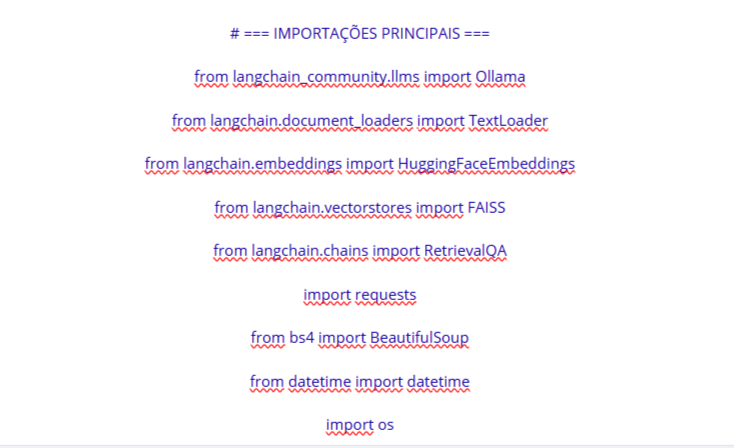 # === IMPORTAÇÕES PRINCIPAIS ===
from langchain_community.llms import Ollama
from langchain.document_loaders import TextLoader
from langchain.embeddings import HuggingFaceEmbeddings
from langchain.vectorstores import FAISS
from langchain.chains import RetrievalQA
import requests
from bs4 import BeautifulSoup
from datetime import datetime
import os